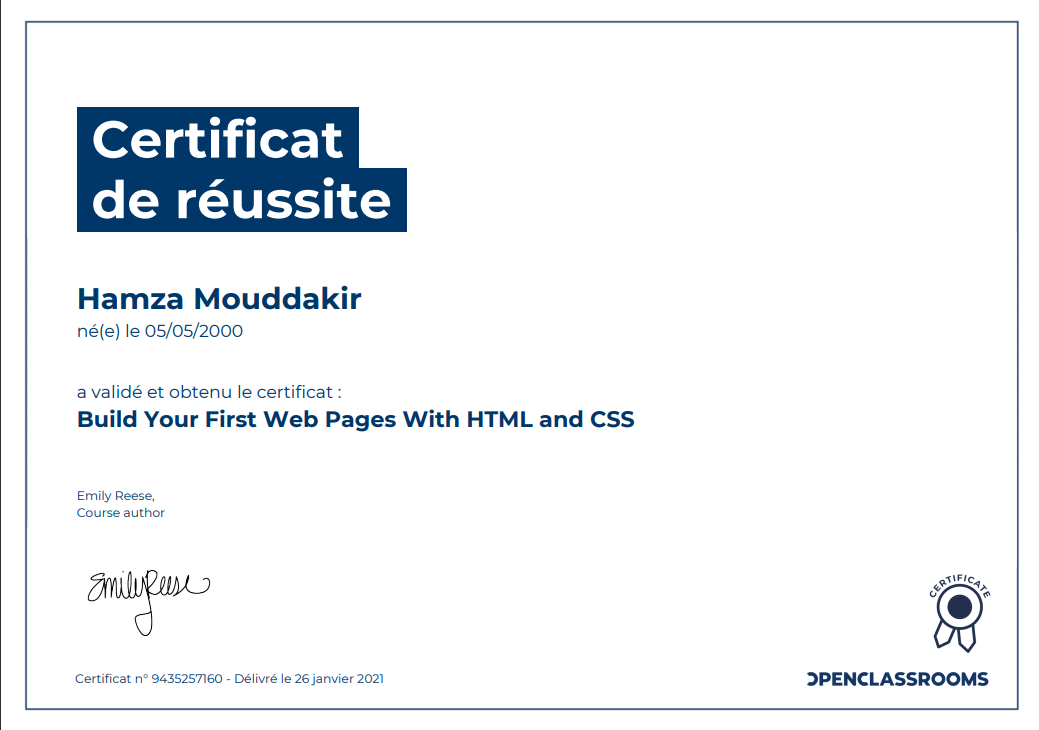 Certificat
de réussite
Hamza Mouddakir
né(e) le 05/05/2000
a validé et obtenu le certificat :
Build Your First Web Pages With HTML and CSS
Emily Reese,
Course author
EmilyReese
CERTIFICATE
Certificat n° 9435257160 - Délivré le 26 janvier 2021
OPENCLASSROOMS